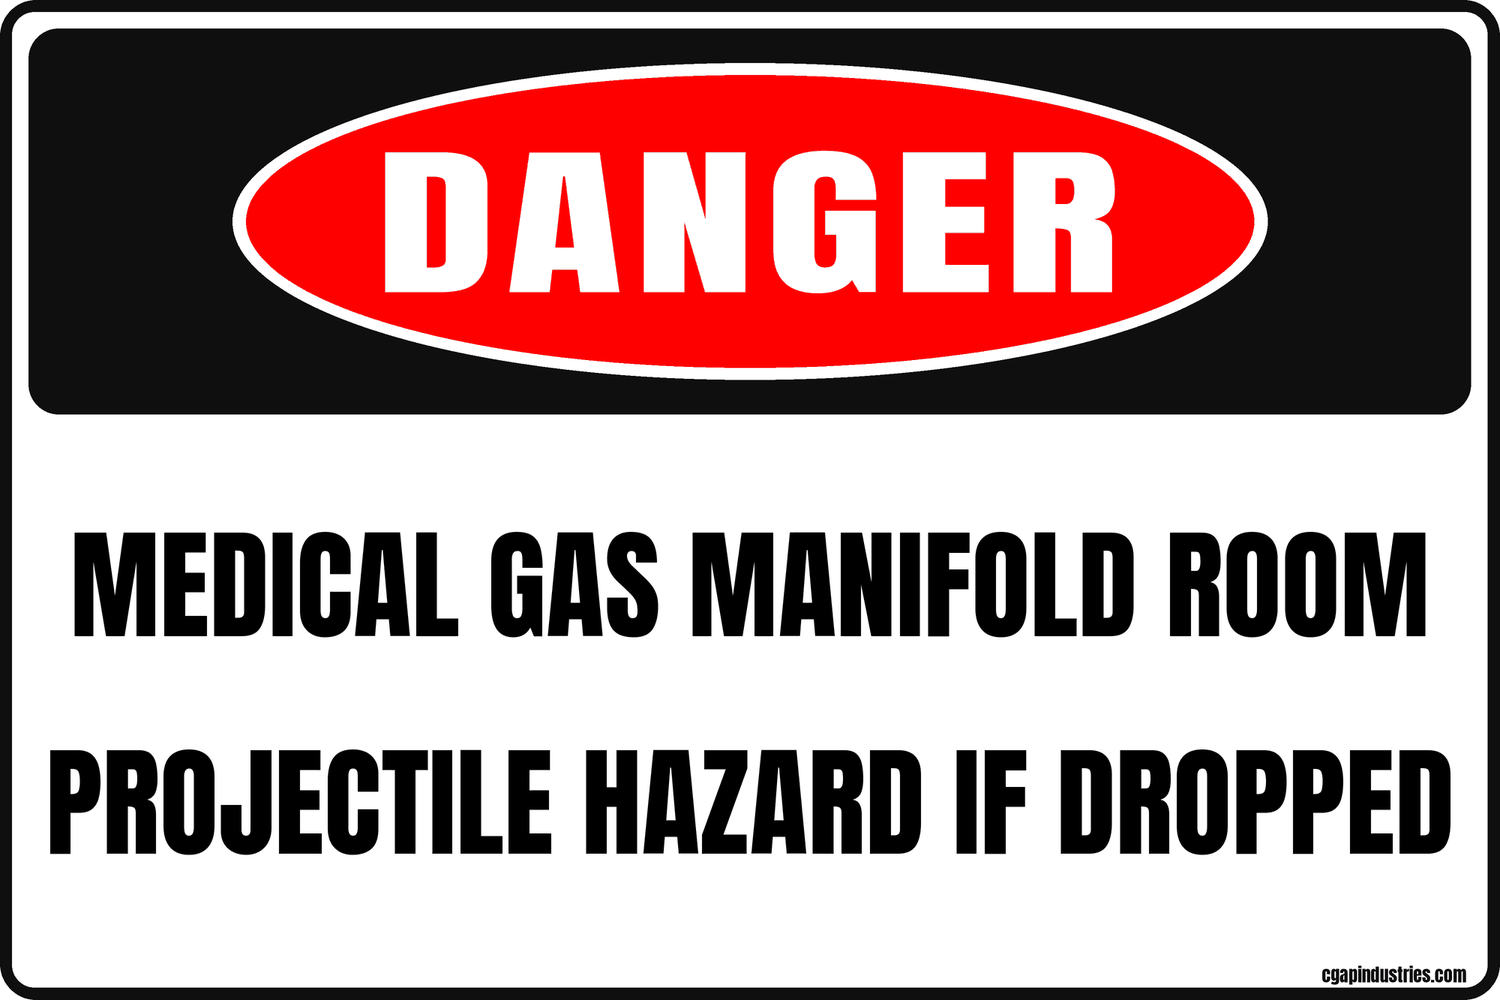 DANGER
MEDICAL GAS MANIFOLD ROOM
PROJECTILE HAZARD IF DROPPED
cgapindustries.com